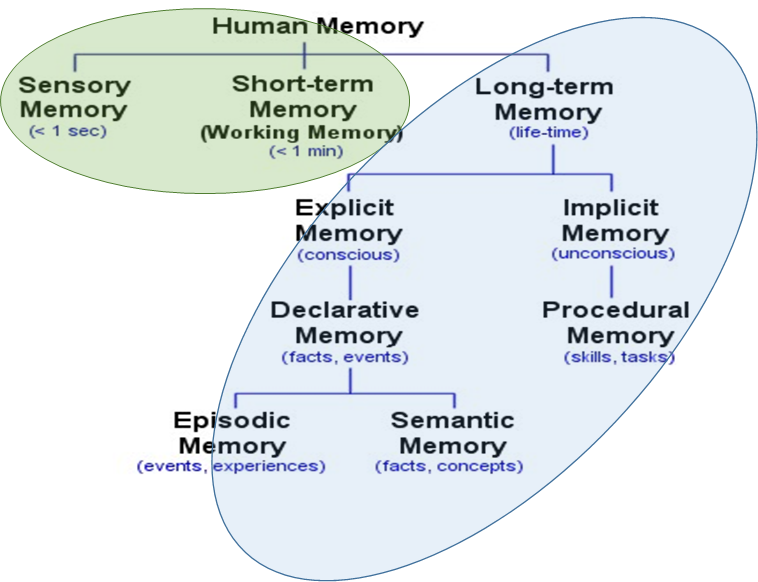 Human Memory
Sensory
Memory
(< 1 sec)
Short-term
Memory
(Working Memory)
(< 1 min)
Long-term
Memory
(life-time)
Explicit
Memory
(conscious)
Implicit
Memory
(unconscious)
Declarative
Memory
(facts, events)
Procedural
Memory
(skills, tasks)
Episodic
Memory
(events, experiences)
Semantic
Memory
(facts, concepts)